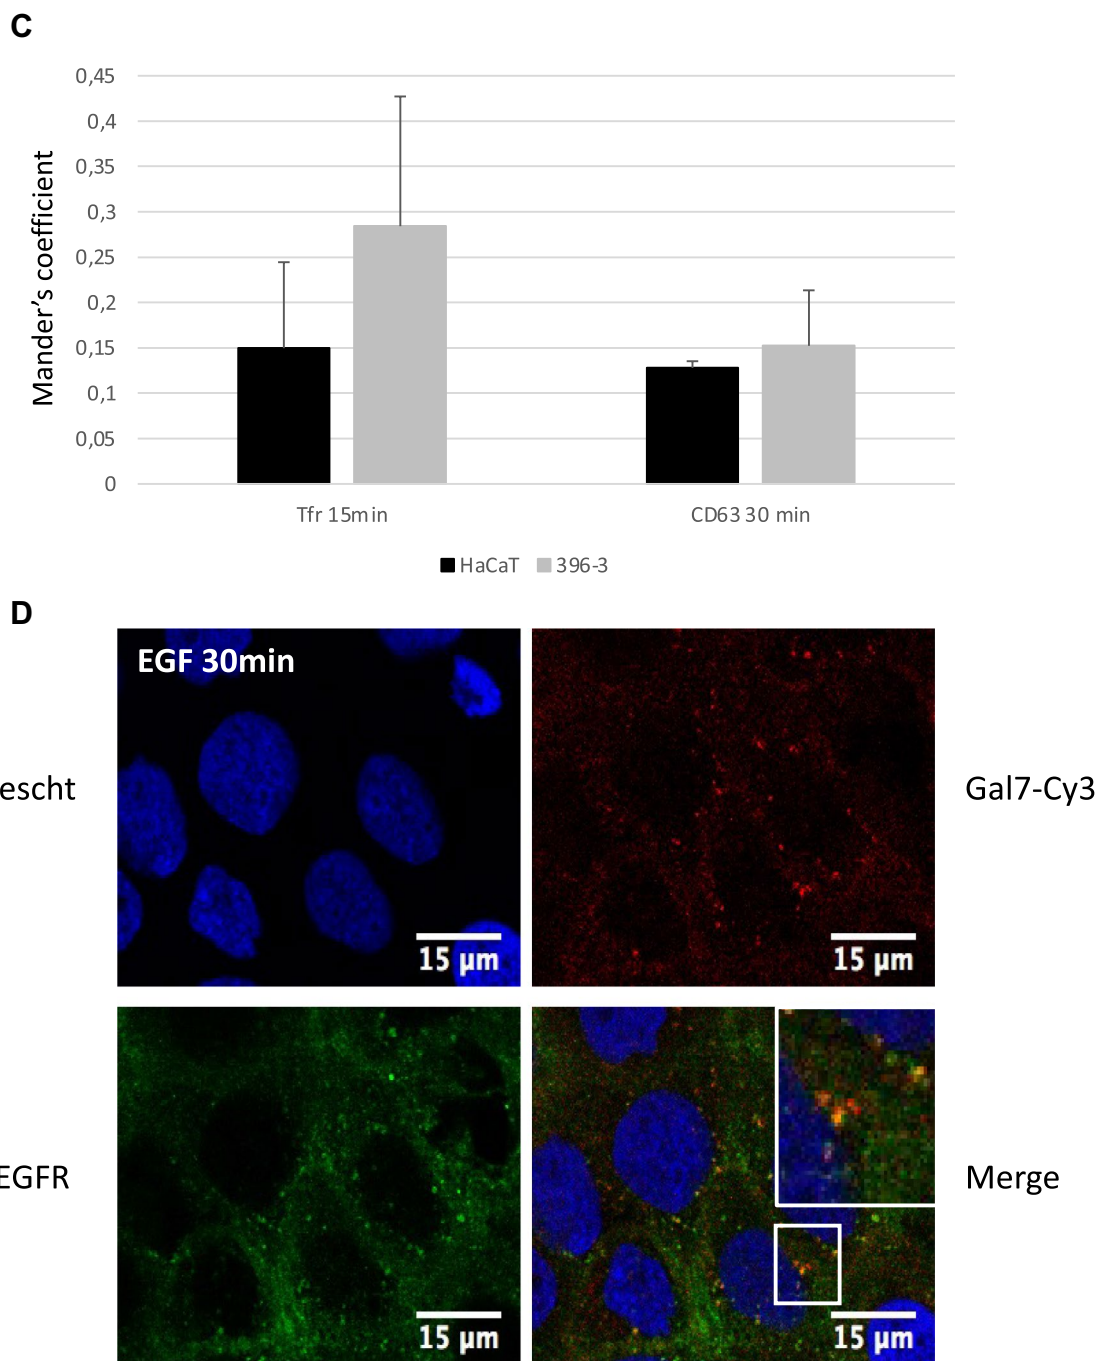 C
Mander’s coefficient
0,45
0,4
0,35
0,3
0,25
0,2
0,15
0,1
0,05
0
Tfr 15min
CD63 30 min
HaCaT
396-3
D
EGF 30min
escht
Gal7-Cy3
15 μm
15 μm
EGFR
Merge
15 μm
15 μm